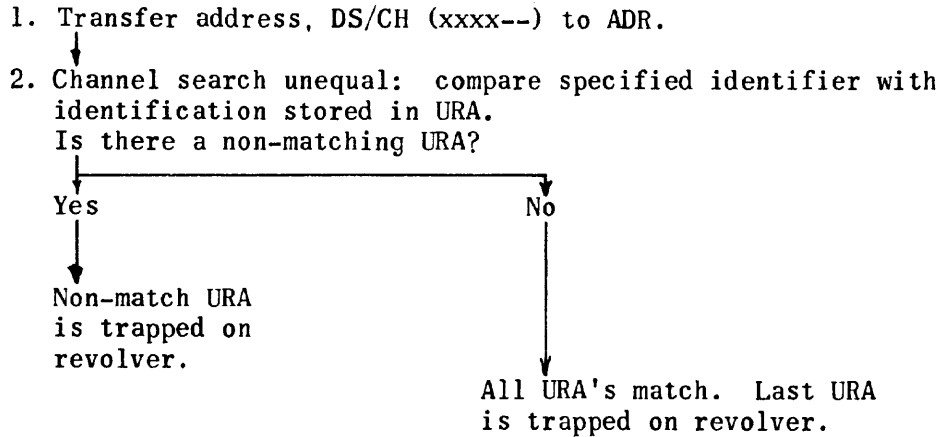 1. Transfer address, DS/CH (xxxx--) to ADR.
2. Channel search unequal: compare specified identifier with
identification stored in URA.
Is there a non-matching URA?
Yes
No
Non-match URA
is trapped on
revolver.
All URA's match. Last URA
is trapped on revolver.